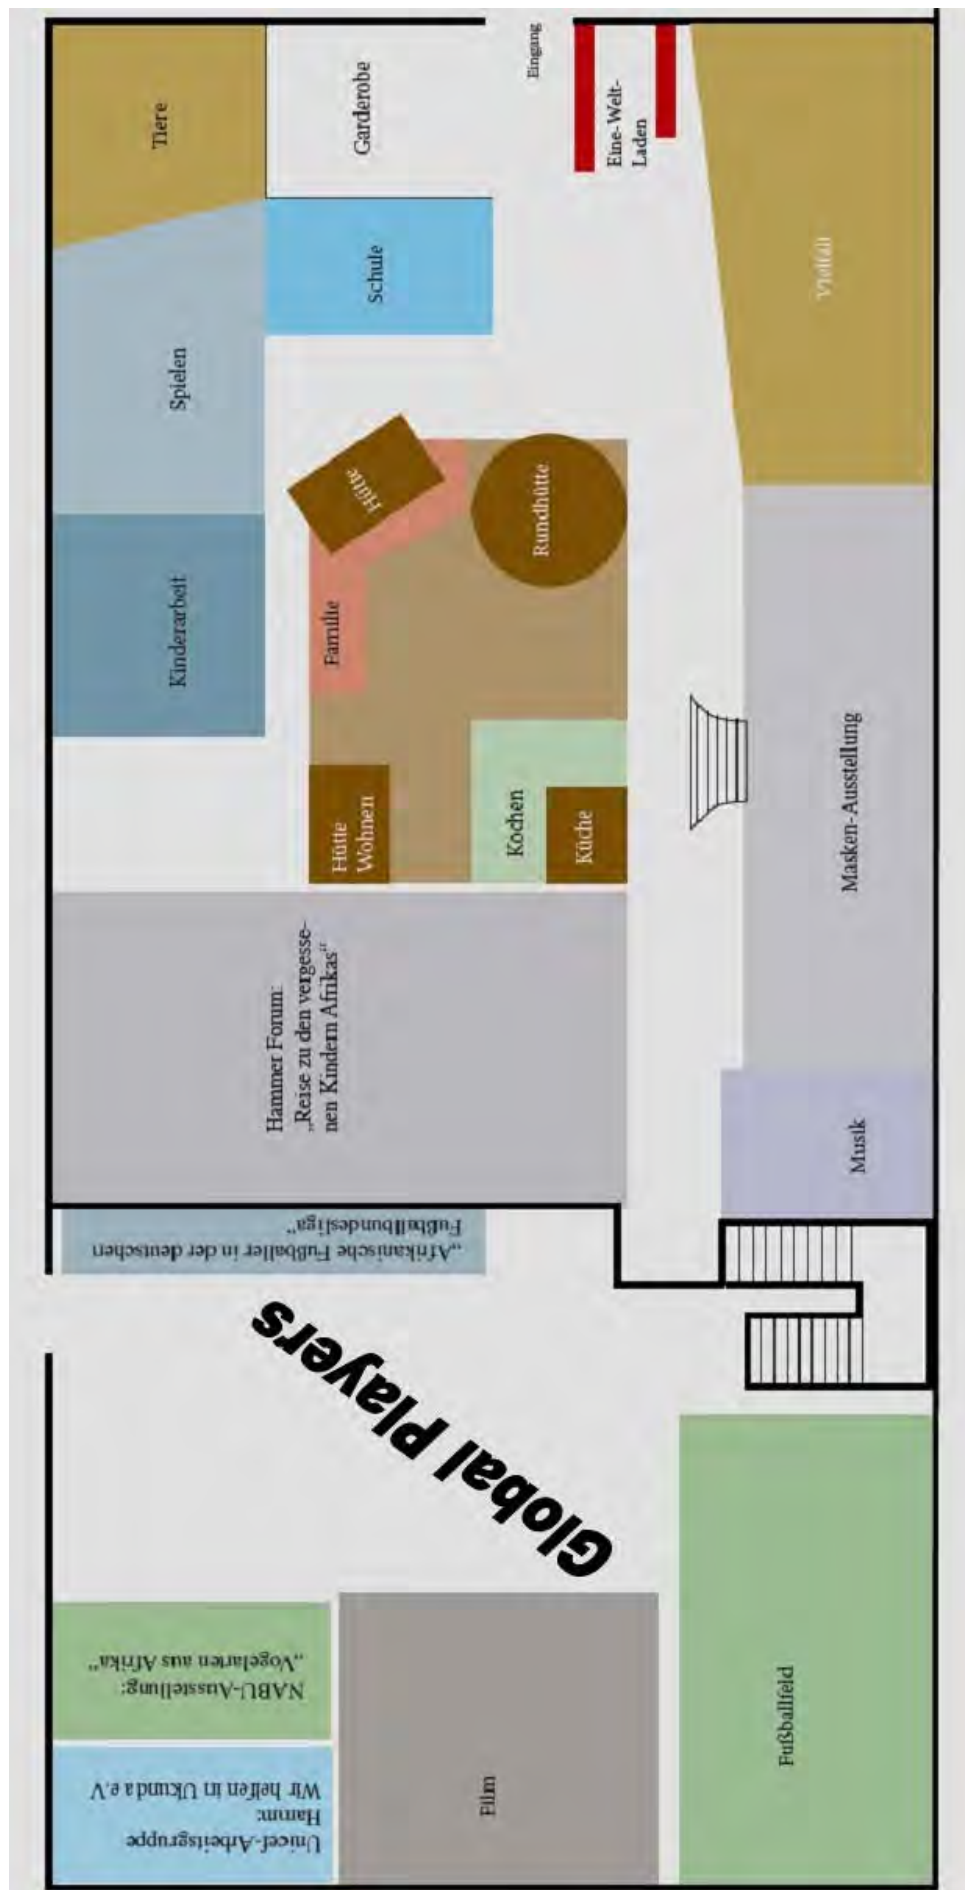 Eingang
Tiere
Garderobe
Eine-Welt-
Laden
Schule
Vielfalt
Spielen
Hütte
Rundhütte
Kinderarbeit
Familie
Hütte
Wohnen
Kochen
Küche
Masken-Ausstellung
Hammer Forum:
„Reise zu den vergesse-
nen Kindern Afrikas“
Musik
„Afrikanische Fußballer in der deutschen
Fußballbundesliga“
Global Players
NABU-Ausstellung:
„Vogelarten aus Afrika“
Fußballfeld
Film
Unicef-Arbeitsgruppe
Hamm:
Wir helfen in Ukunda e.V.